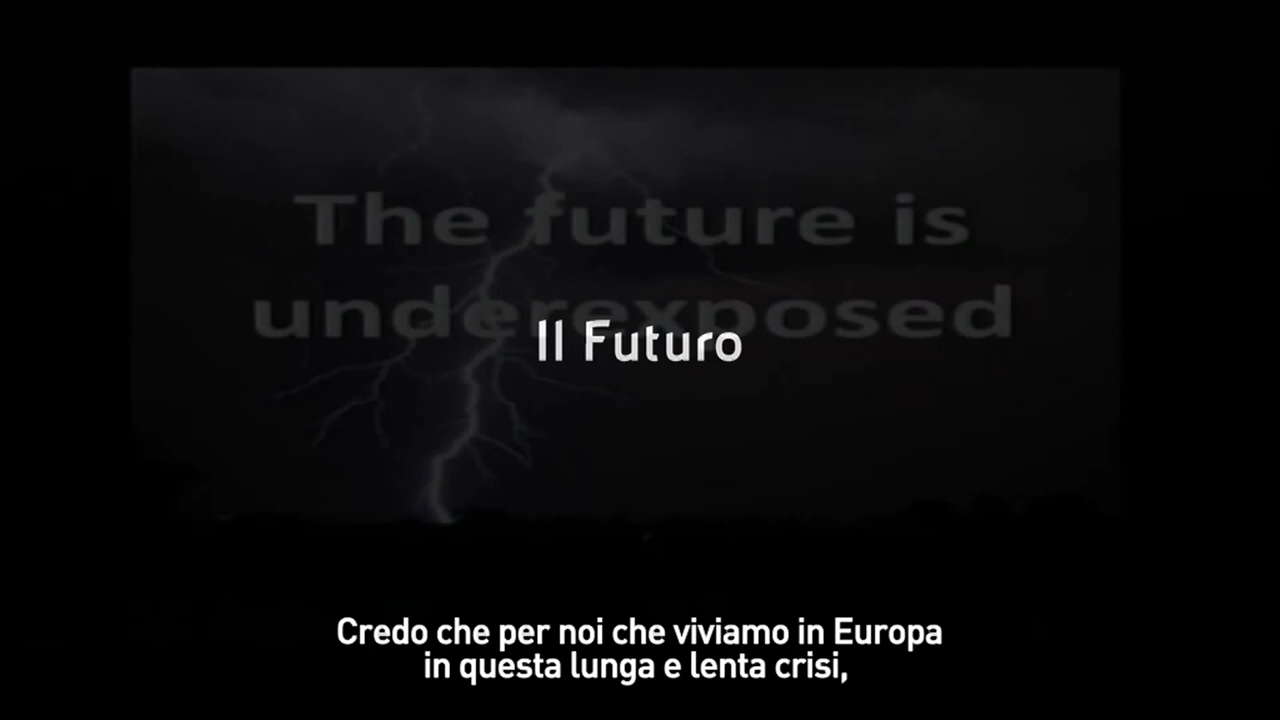 The future is
underexposed
Il Futuro
Credo che per noi che viviamo in Europa
in questa lunga e lenta crisi,